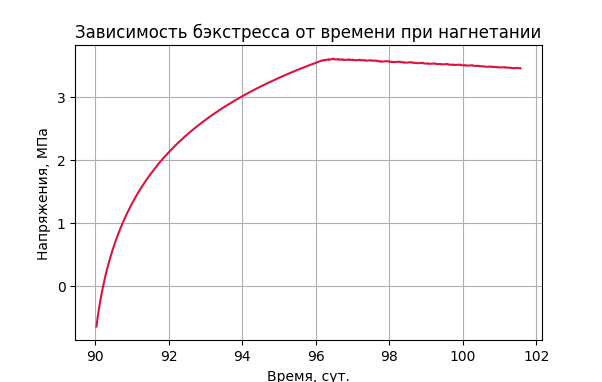 Зависимость бэкстресса от времени при нагнетании
Напряжения, МПа
3
2
1
0
90 92 94 96 98 100 102
Время, сут.